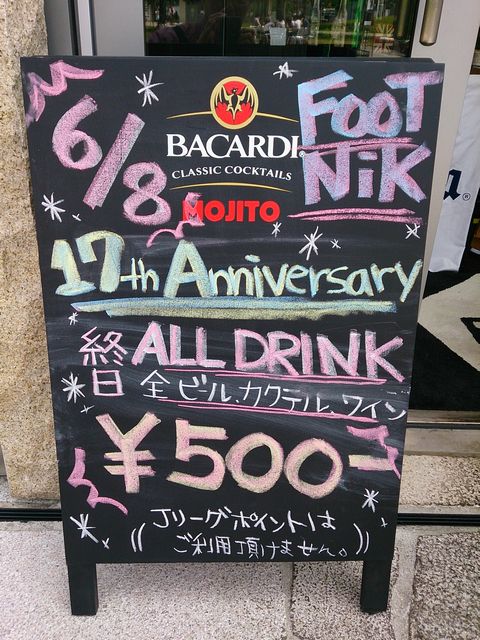 6/8
BACARDI
CLASSIC COCKTAILS
MOJITO
FOOT
NiK
17th Anniversary
終日 ALL DRINK
全ビール、カクテル、ワイン
¥500-
((Jリーグポイントは
ご利用頂けません。))